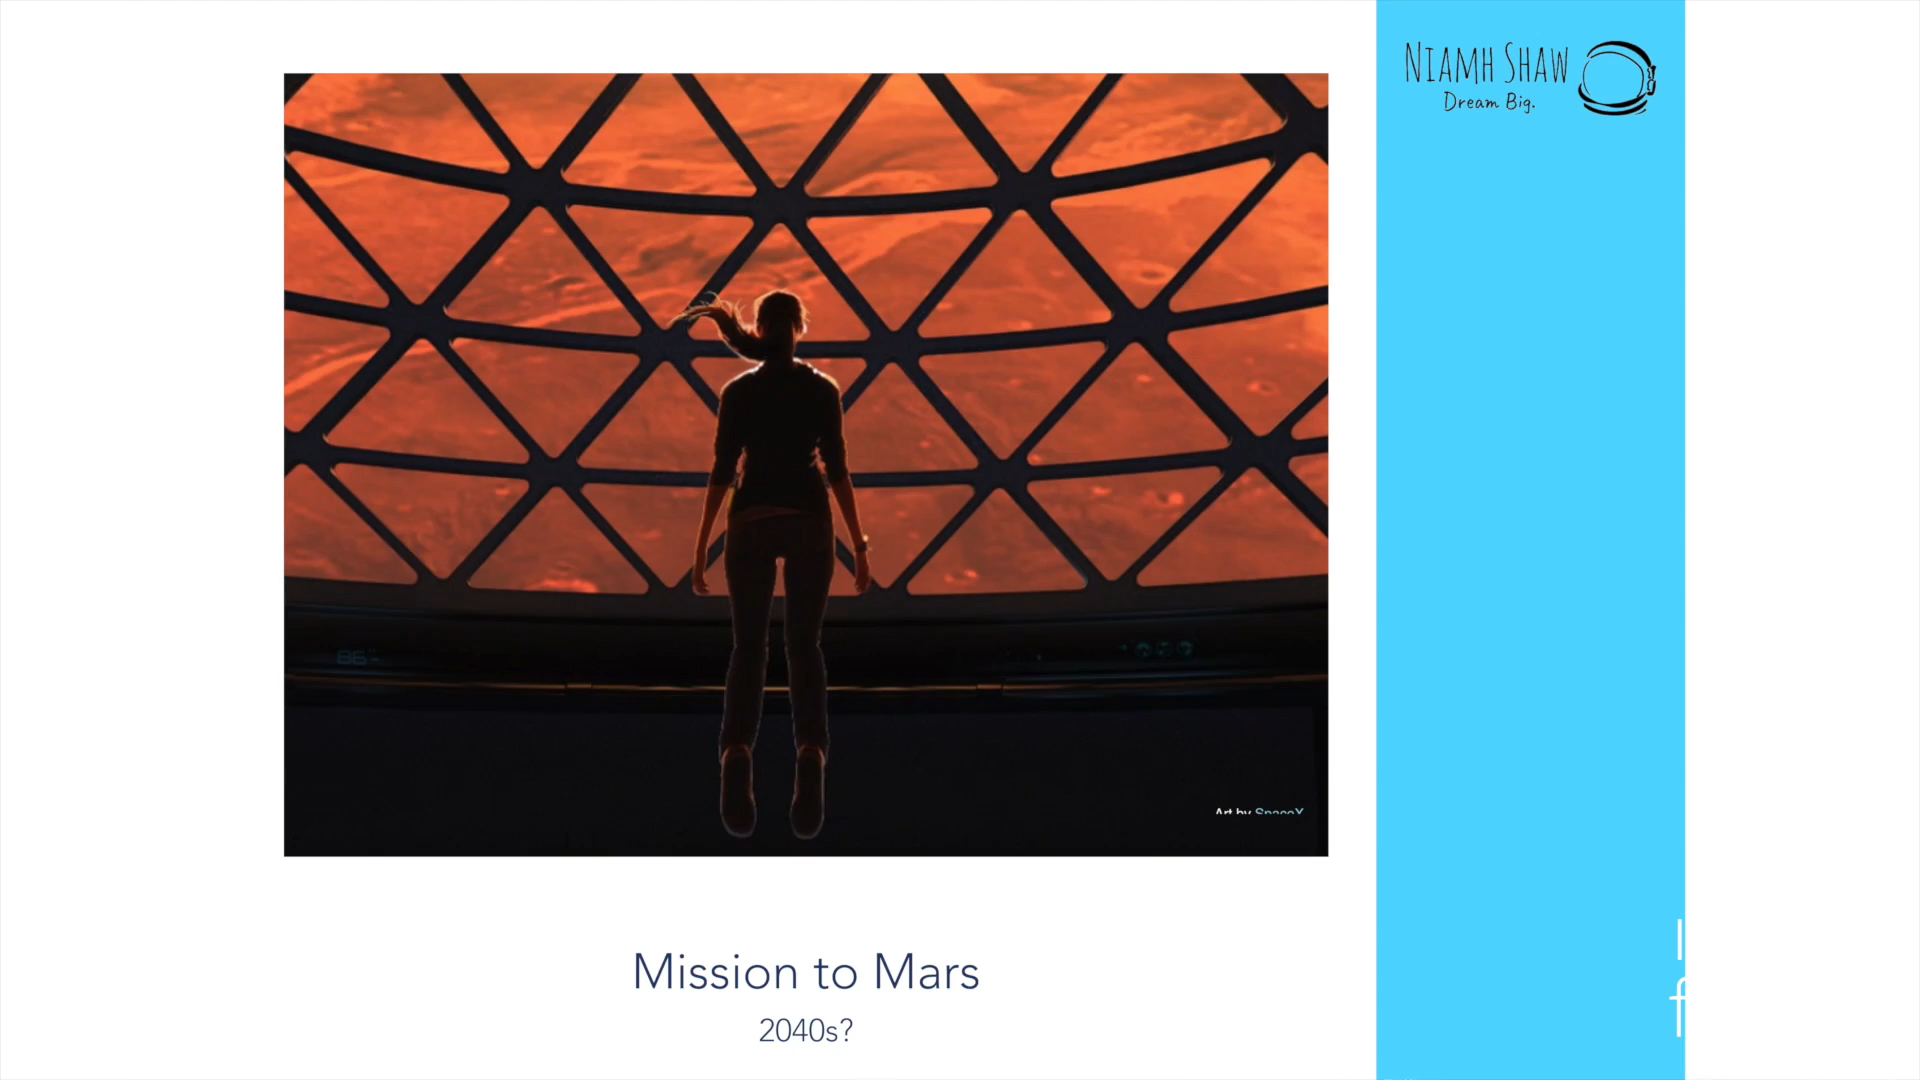 NIAMH SHAW
Dream Big.
Art by SpaceX
Mission to Mars
2040s?